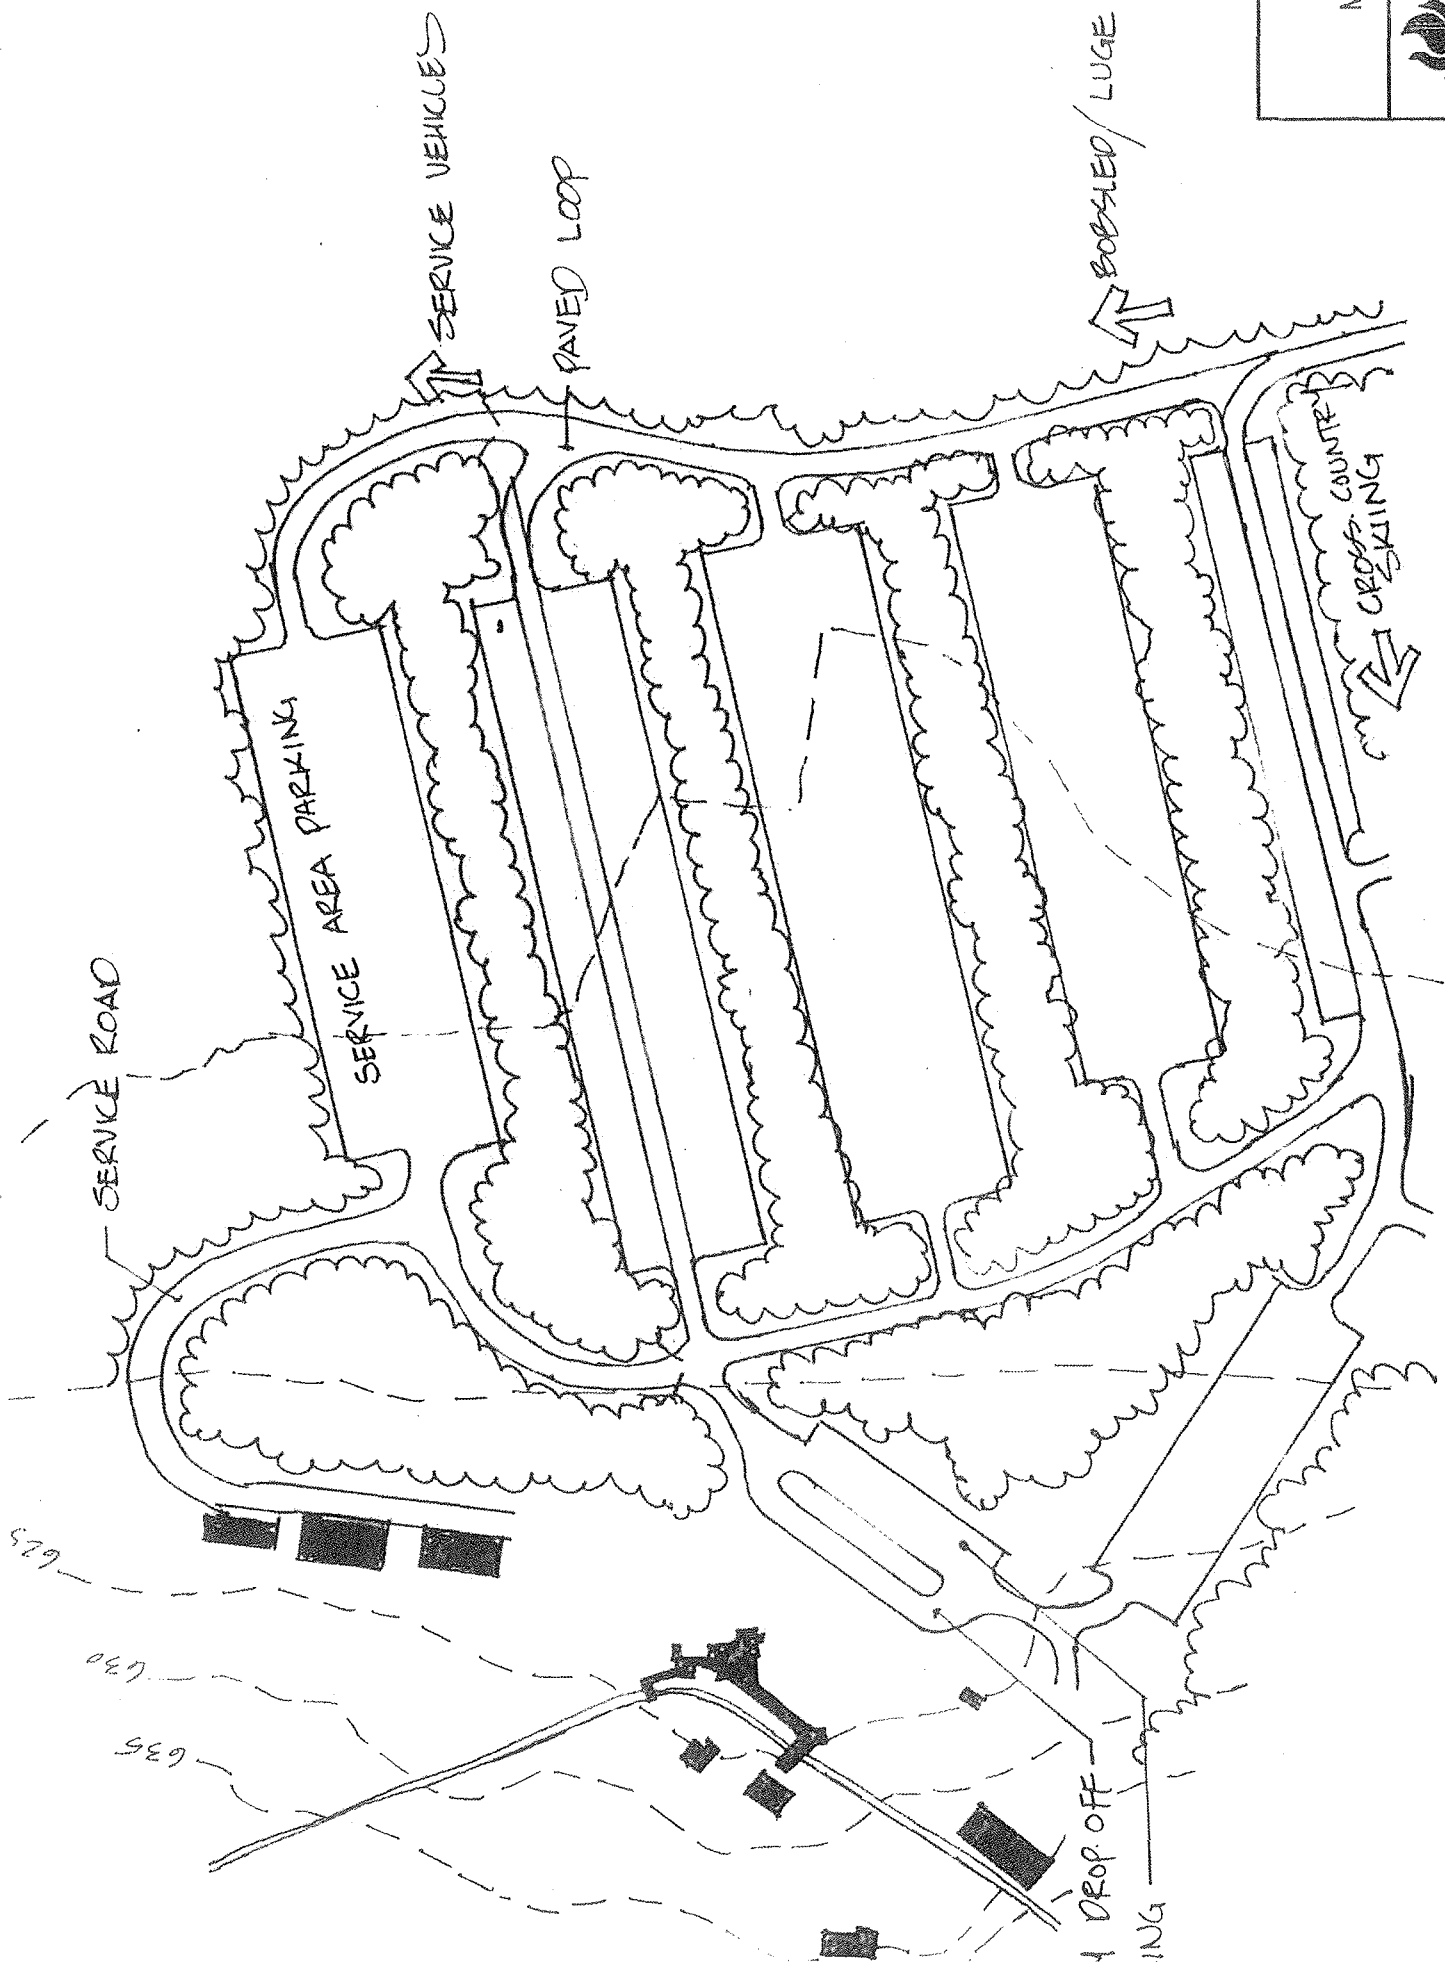 SERVICE VEHICLES
PAVED LOOP
BOBSLED/LUGE
CROSS-COUNTRY
SKIING
SERVICE AREA PARKING
SERVICE ROAD
625
630
635
DROP-OFF
ING